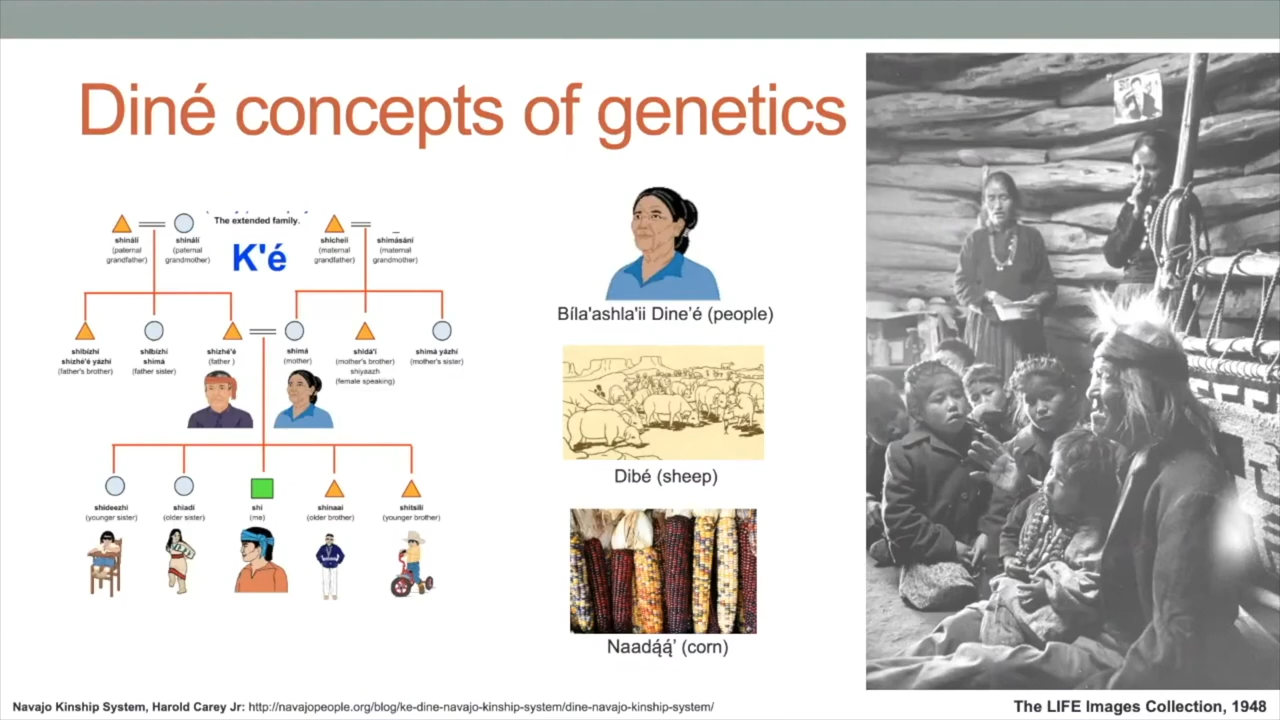 Diné concepts of genetics
The extended family.
K'é
shinálí
(paternal
grandfather)
shinálí
(paternal
grandmother)
shicheii
(maternal
grandfather)
shimásání
(maternal
grandmother)
shibízhí
shizhé'é yázhí
(father's brother)
shibízhí
shimá
(father sister)
shizhé'é
(father )
shimá
(mother)
shidá'í
(mother's brother)
shiyaazh
(female speaking)
shimá yázhí
(mother's sister)
shideezhi
(younger sister)
shiadí
(older sister)
shi
(me)
shinaai
(older brother)
shitsílí
(younger brother)
Bíla'ashla'ii Dine'é (people)
Dibé (sheep)
Naadą́ą́’ (corn)
Navajo Kinship System, Harold Carey Jr: http://navajopeople.org/blog/ke-dine-navajo-kinship-system/dine-navajo-kinship-system/
The LIFE Images Collection, 1948